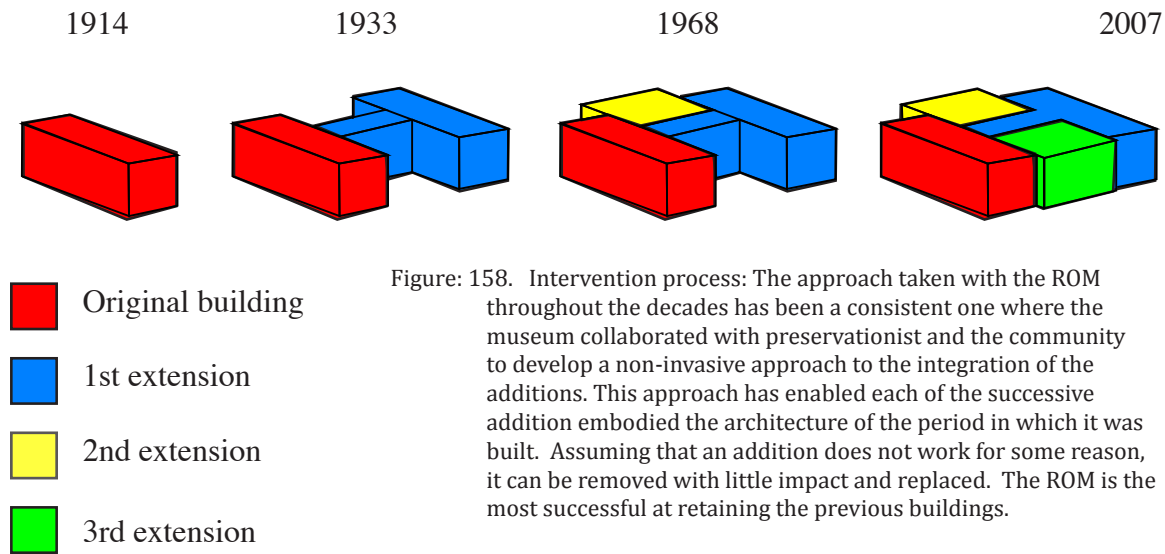 1914
1933
1968
2007
Original building
1st extension
2nd extension
3rd extension
Figure: 158. Intervention process: The approach taken with the ROM
throughout the decades has been a consistent one where the
museum collaborated with preservationist and the community
to develop a non-invasive approach to the integration of the
additions. This approach has enabled each of the successive
addition embodied the architecture of the period in which it was
built. Assuming that an addition does not work for some reason,
it can be removed with little impact and replaced. The ROM is the
most successful at retaining the previous buildings.